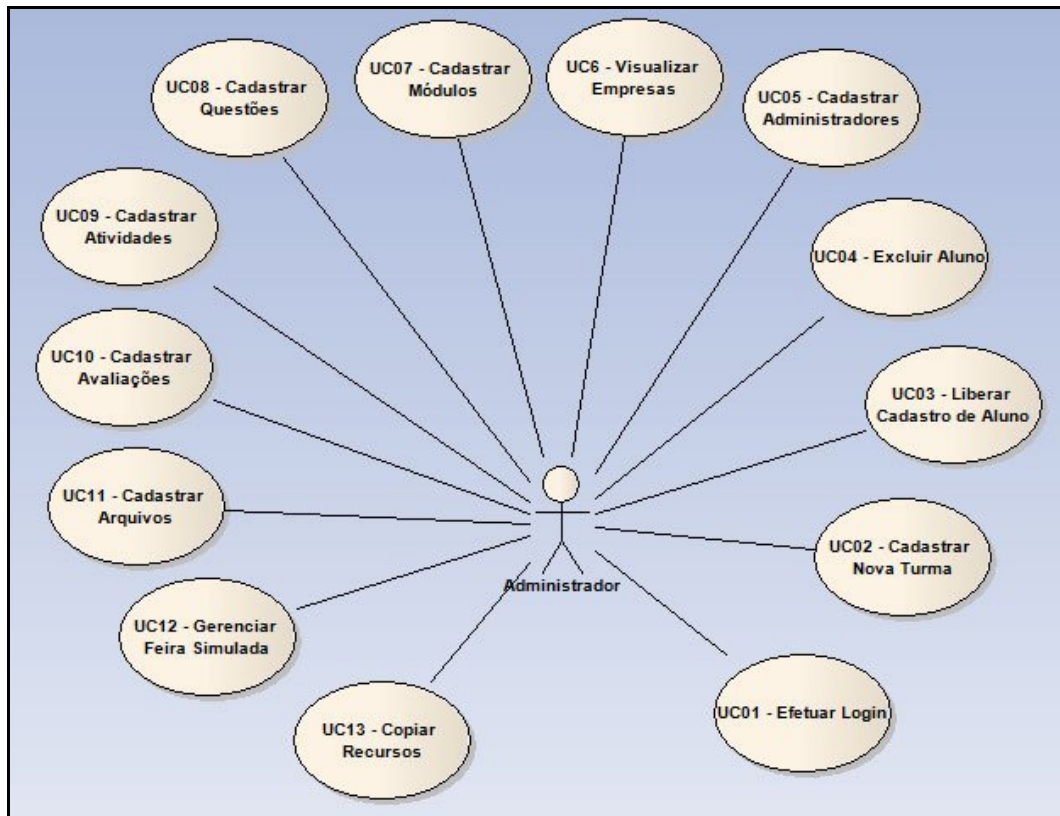 UC08 - Cadastrar
Questões
UC07 - Cadastrar
Módulos
UC6 - Visualizar
Empresas
UC05 - Cadastrar
Administradores
UC09 - Cadastrar
Atividades
UC04 - Excluir Aluno
UC10 - Cadastrar
Avaliações
UC03 - Liberar
Cadastro de Aluno
UC11 - Cadastrar
Arquivos
UC02 - Cadastrar
Nova Turma
Administrador
UC12 - Gerenciar
Feira Simulada
UC13 - Copiar
Recursos
UC01 - Efetuar Login